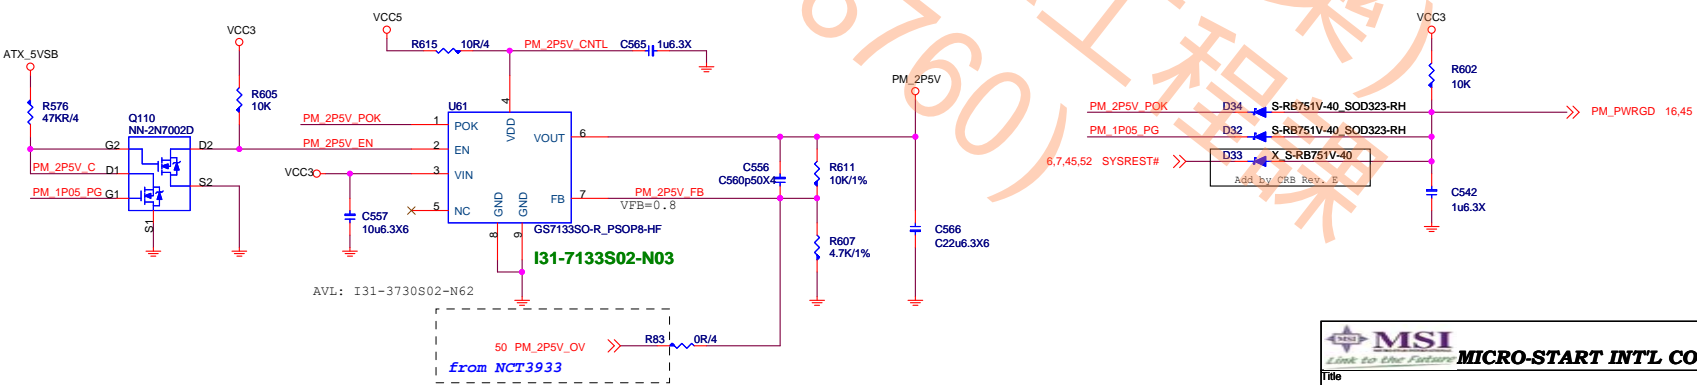 ATX_5VSB
R576
47KR/4
VCC3
R605
10K
Q110
NN-2N7002D
G2
D2
PM_2P5V_C
D1
S2
PM_1P05_PG
G1
S1
VCC5
R615
10R/4
PM_2P5V_CNTL
C565
1u6.3X
PM_2P5V_POK
PM_2P5V_EN
VCC3
C557
10u6.3X6
U61
1
POK
2
EN
3
VIN
5
NC
4
VDD
VOUT
6
FB
7
GND
GND
8
9
GS7133SO-R_PSOP8-HF
I31-7133S02-N03
AVL: I31-3730S02-N62
PM_2P5V
C556
C560p50X4
R611
10K/1%
PM_2P5V_FB
VFB=0.8
R607
4.7K/1%
C566
C22u6.3X6
50 PM_2P5V_OV
R83
0R/4
from NCT3933
VCC3
R602
10K
PM_2P5V_POK
D34
S-RB751V-40_SOD323-RH
PM_PWRGD 16,45
PM_1P05_PG
D32
S-RB751V-40_SOD323-RH
6,7,45,52 SYSREST#
D33
X_S-RB751V-40
Add by CRB Rev. E
C542
1u6.3X
MSI
Link to the Future
MICRO-START INT'L CO
Title
8760)
工程課